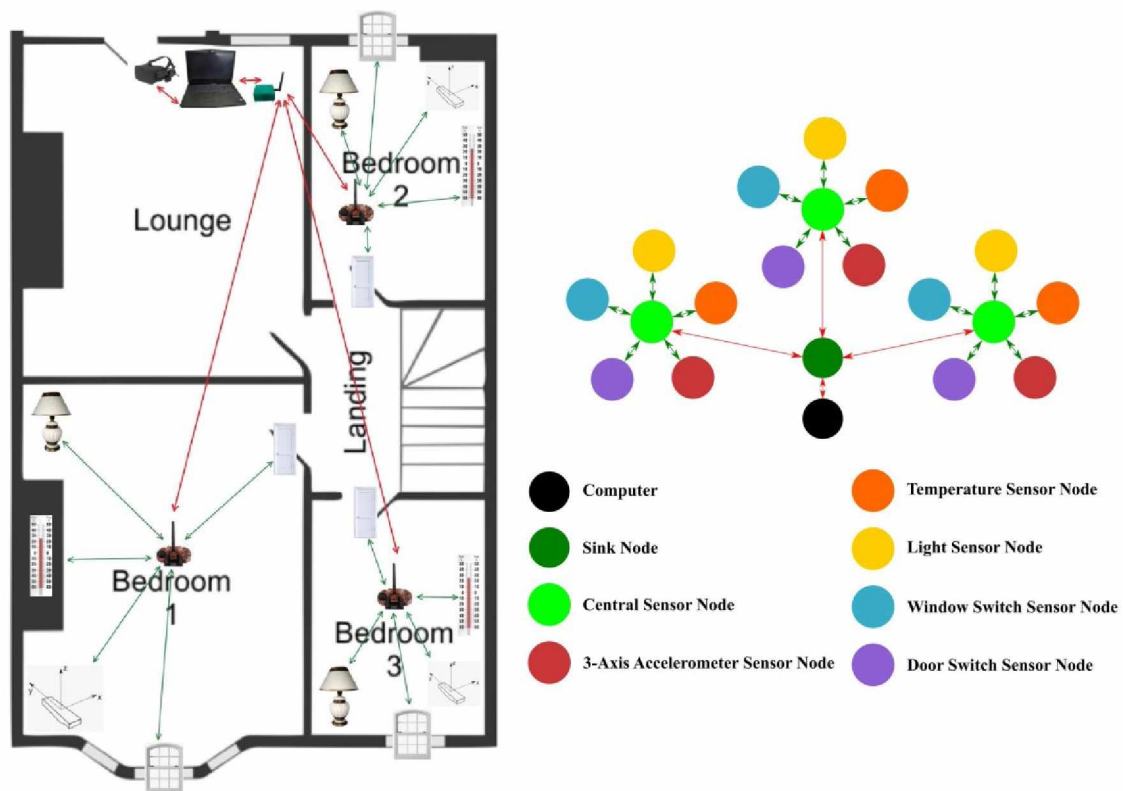 Bedroom
2
Lounge
Landing
Bedroom
1
Bedroom
3
z
y
x
Computer
Sink Node
Central Sensor Node
3-Axis Accelerometer Sensor Node
Temperature Sensor Node
Light Sensor Node
Window Switch Sensor Node
Door Switch Sensor Node